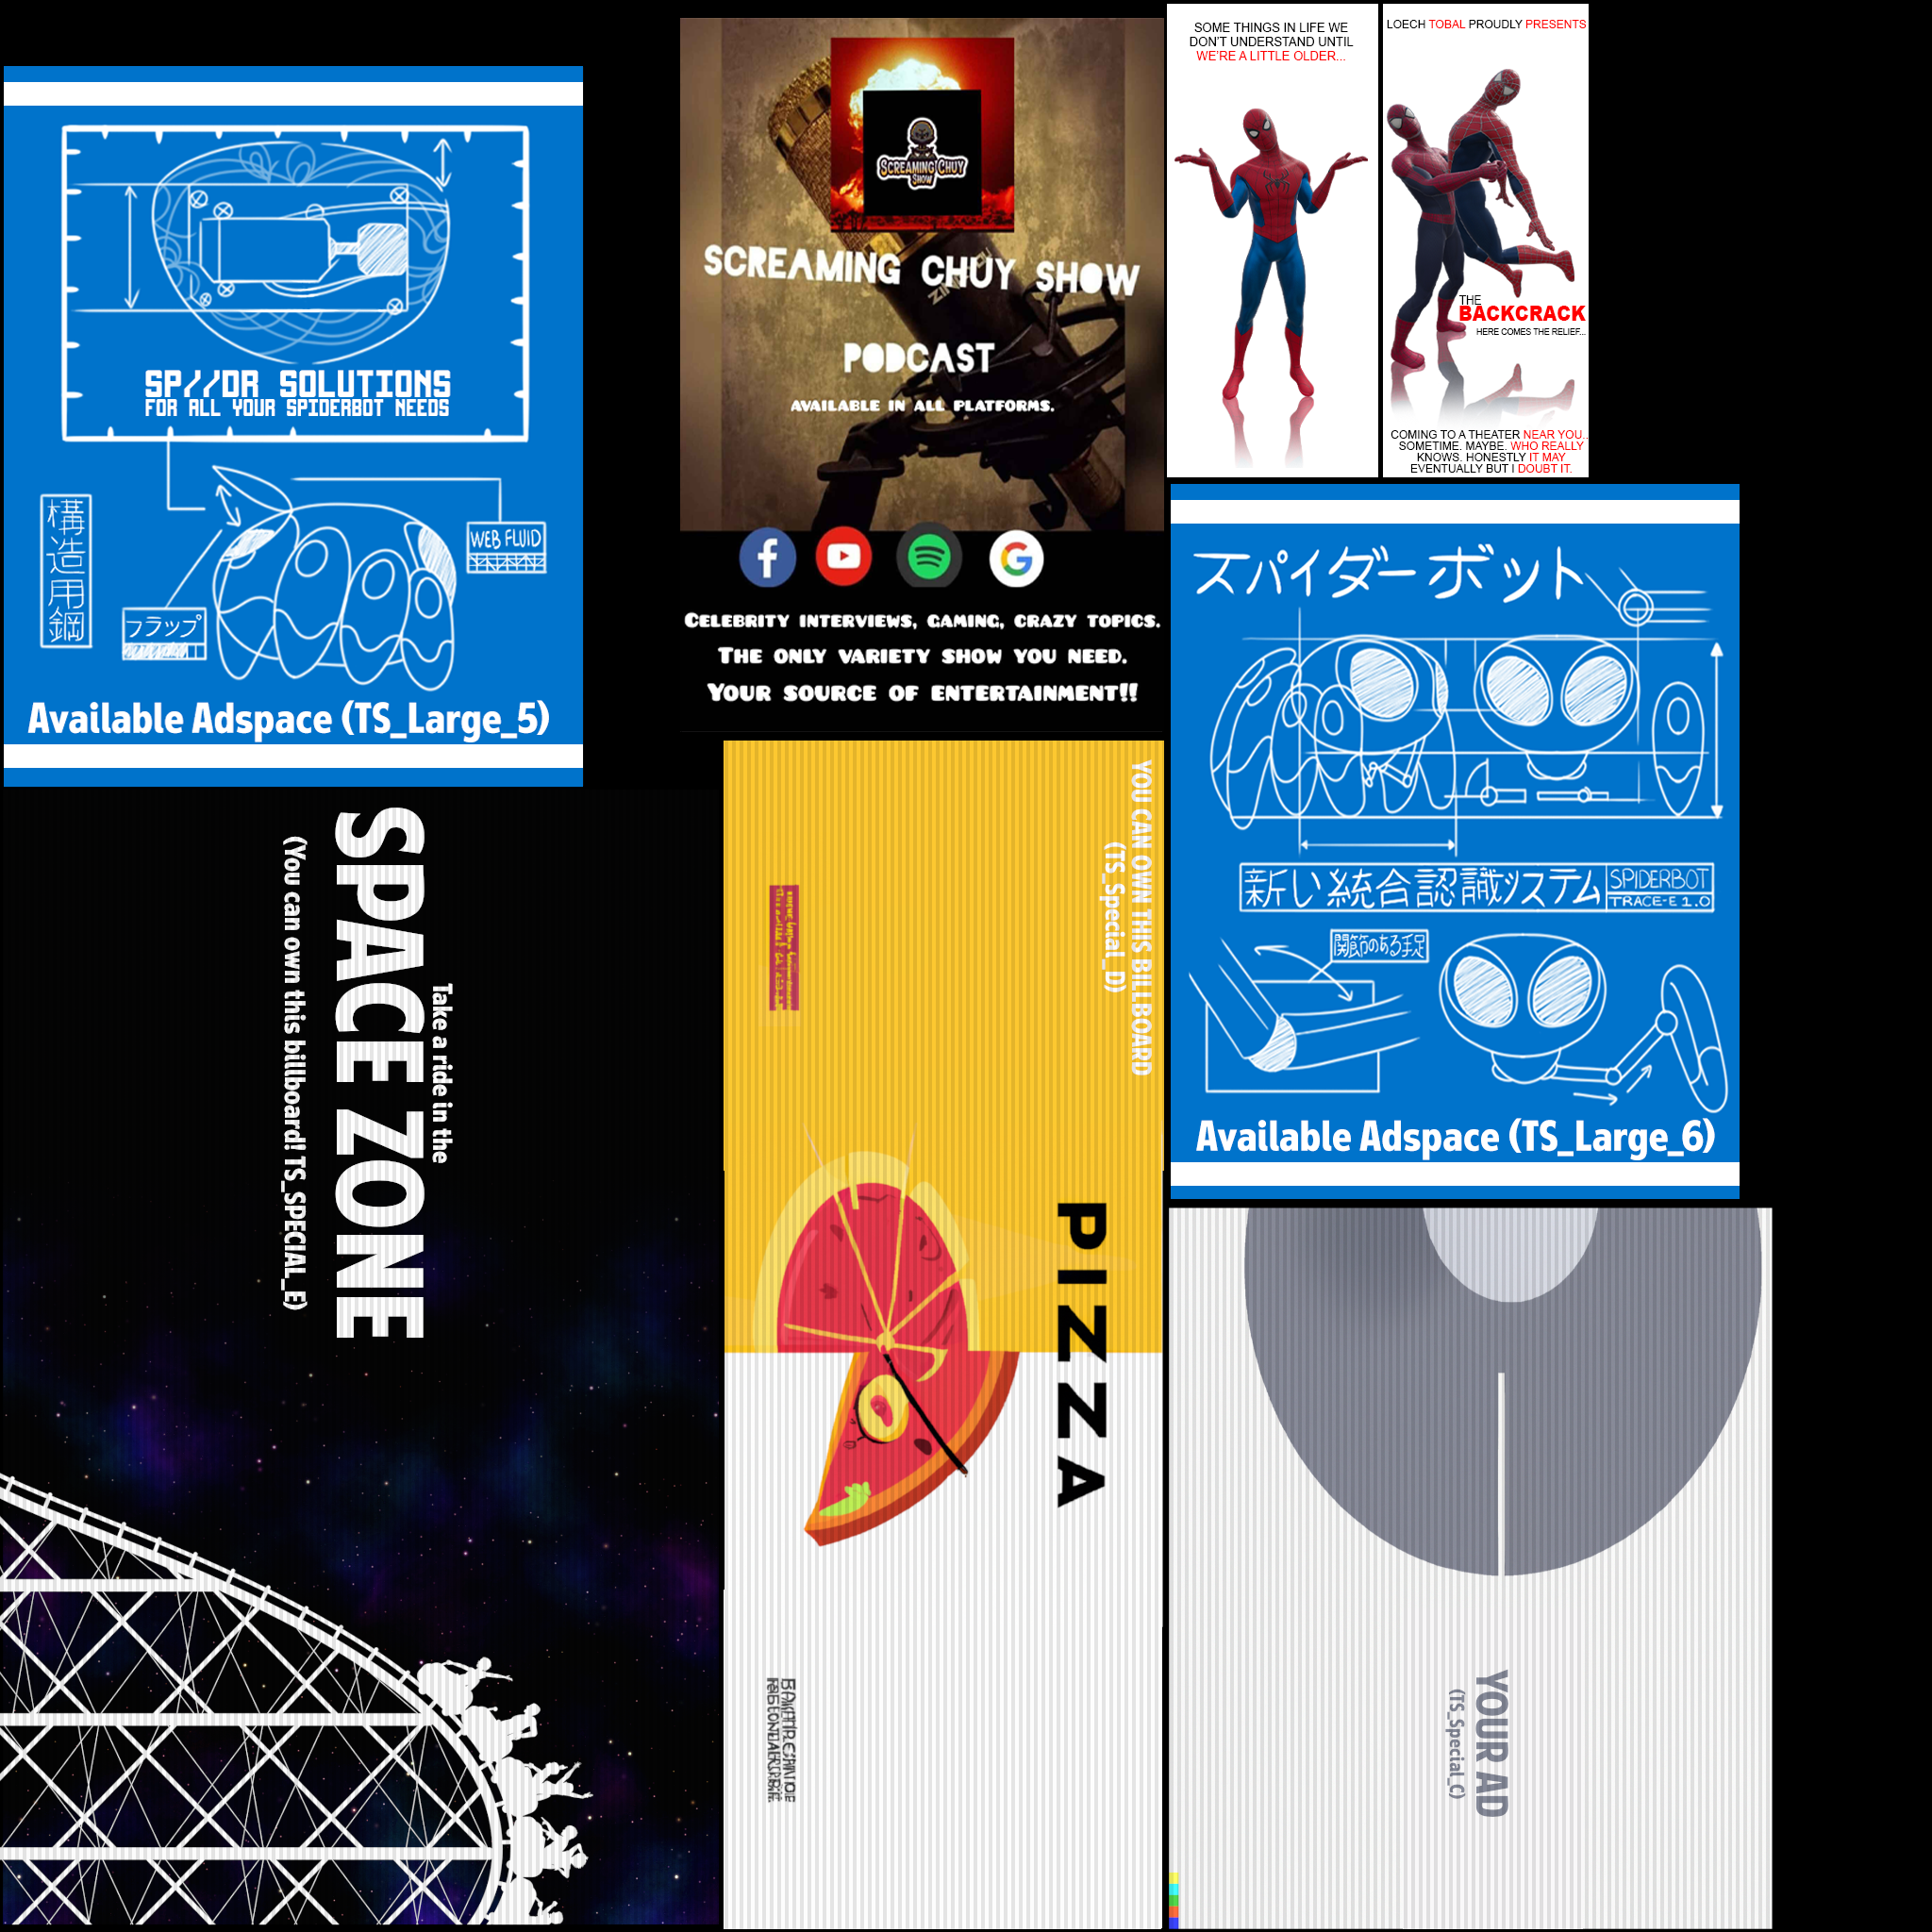 SP//DR SOLUTIONS
FOR ALL YOUR SPIDERBOT NEEDS
構造用鋼
フラップ
WEB FLUID
Available Adspace (TS_Large_5)
SCREAMING CHUY
SHOW
SCREAMING CHUY SHOW
PODCAST
AVAILABLE IN ALL PLATFORMS.
CELEBRITY INTERVIEWS, GAMING, CRAZY TOPICS.
THE ONLY VARIETY SHOW YOU NEED.
YOUR SOURCE OF ENTERTAINMENT!!
SOME THINGS IN LIFE WE
DON'T UNDERSTAND UNTIL
WE'RE A LITTLE OLDER...
LOECH TOBAL PROUDLY PRESENTS
THE
BACKCRACK
HERE COMES THE RELIEF...
COMING TO A THEATER NEAR YOU..
SOMETIME. MAYBE. WHO REALLY
KNOWS. HONESTLY IT MAY
EVENTUALLY BUT I DOUBT IT.
スパイダーボット
新しい統合認識システム
SPIDERBOT
TRACE-E 1.0
関節のある手足
Available Adspace (TS_Large_6)
Take a ride in the
SPACE ZONE
(You can own this billboard! TS_SPECIAL_E)
YOU CAN OWN THIS BILLBOARD
(TS_Special_D)
PIZZA
YOUR AD
(TS_Special_C)